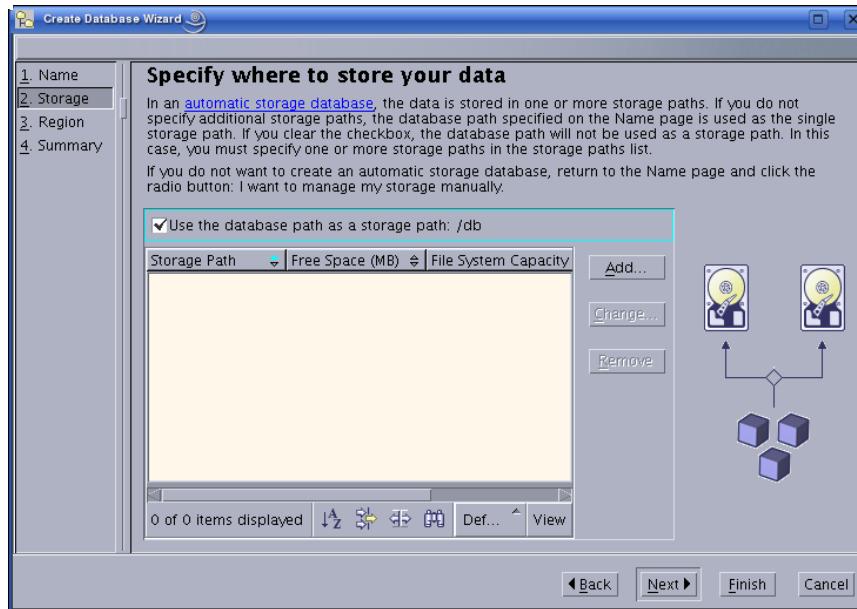 Create Database Wizard
1. Name
2. Storage
3. Region
4. Summary
Specify where to store your data
In an automatic storage database, the data is stored in one or more storage paths. If you do not
specify additional storage paths, the database path specified on the Name page is used as the single
storage path. If you clear the checkbox, the database path will not be used as a storage path. In this
case, you must specify one or more storage paths in the storage paths list.
If you do not want to create an automatic storage database, return to the Name page and click the
radio button: I want to manage my storage manually.
Use the database path as a storage path: /db
Storage Path Free Space (MB) File System Capacity
Add...
Change...
Remove
0 of 0 items displayed A Z Def... View
Back Next Finish Cancel